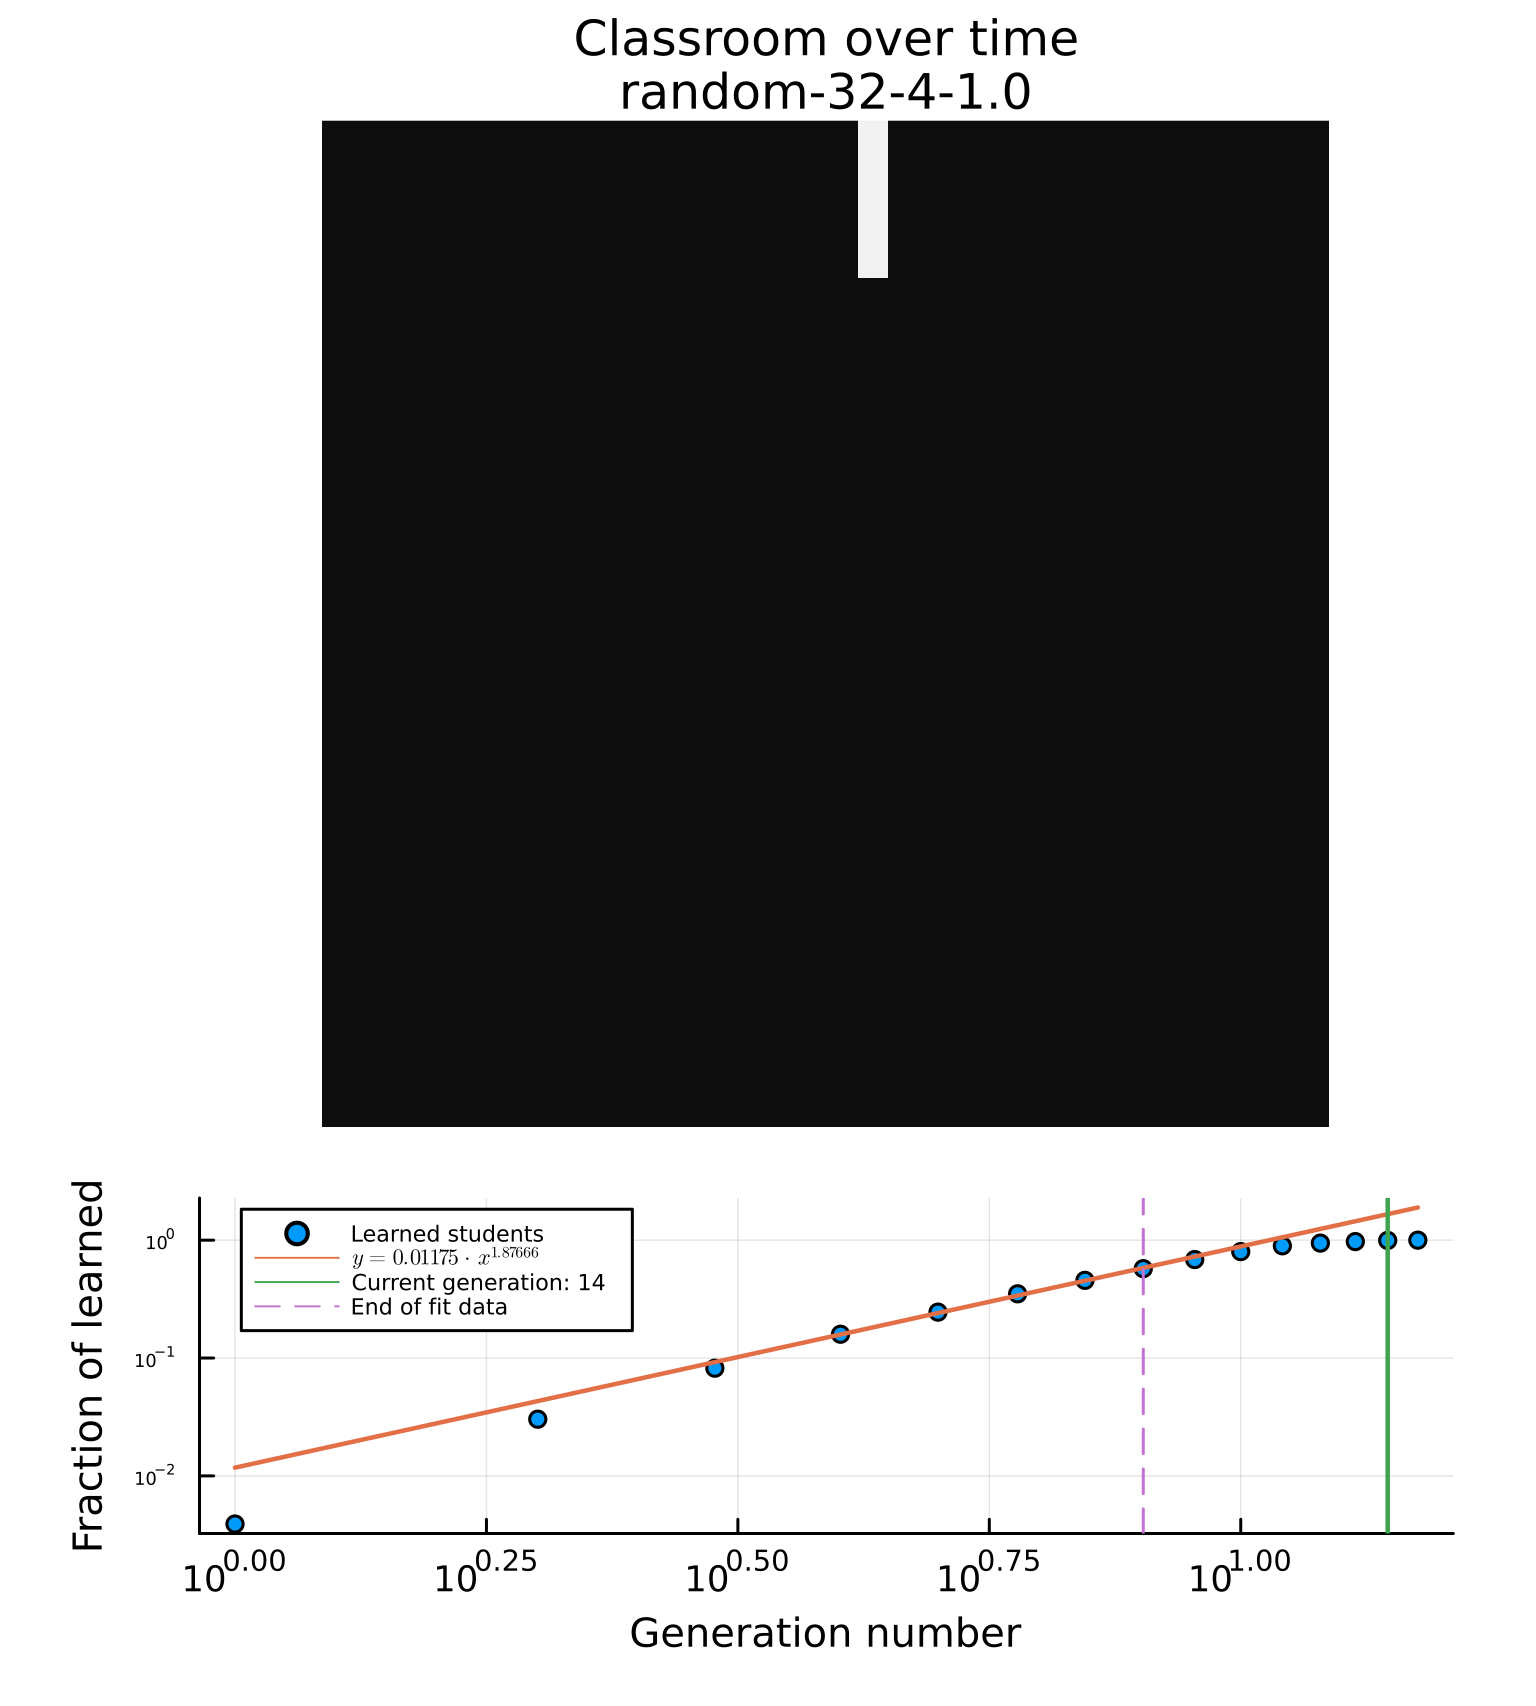 Classroom over time
random-32-4-1.0
Fraction of learned
10^0
10^-1
10^-2
Learned students
y = 0.01175 · x^1.87666
Current generation: 14
End of fit data
10^0.00 10^0.25 10^0.50 10^0.75 10^1.00
Generation number